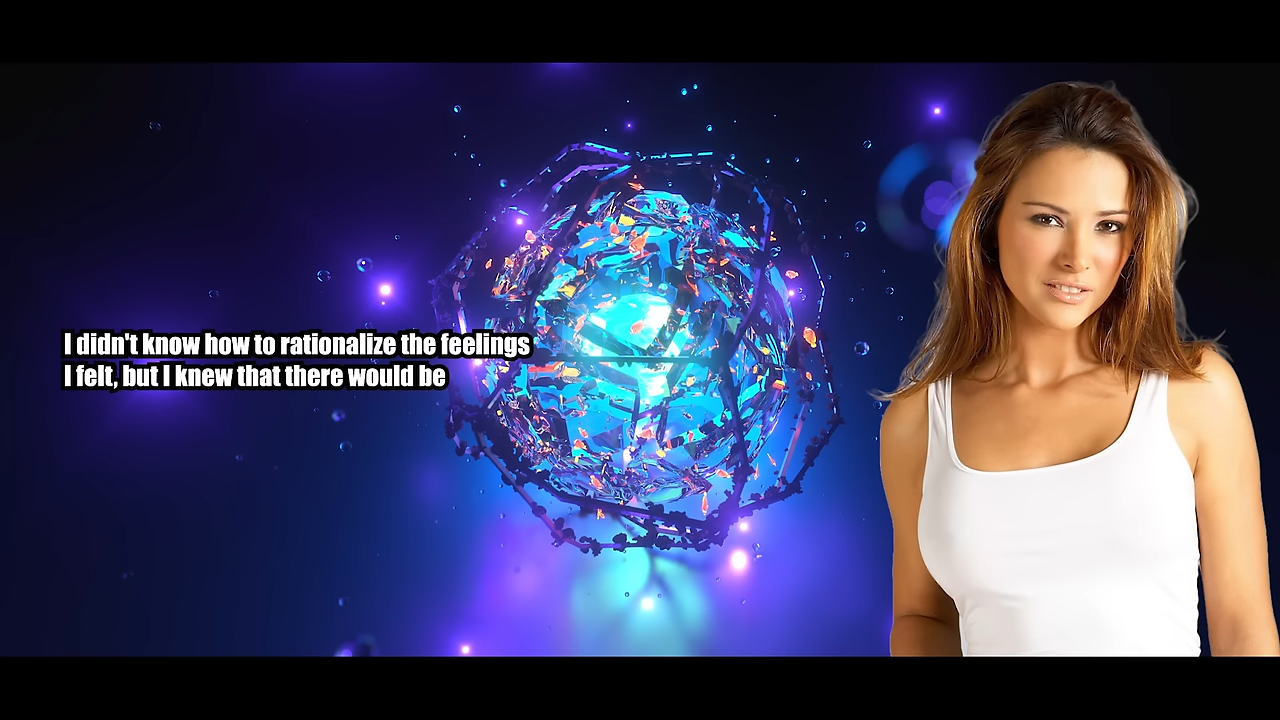 I didn't know how to rationalize the feelings
I felt, but I knew that there would be